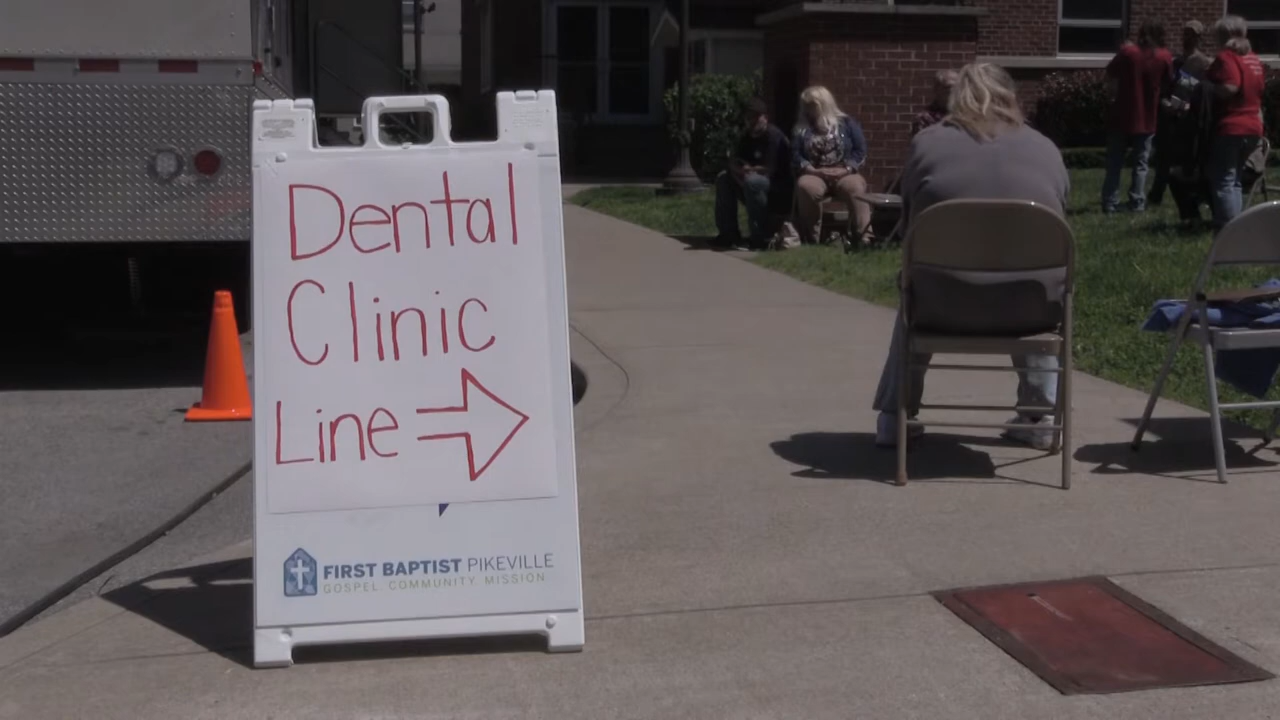 Dental
Clinic
Line
FIRST BAPTIST PIKEVILLE
GOSPEL. COMMUNITY. MISSION.